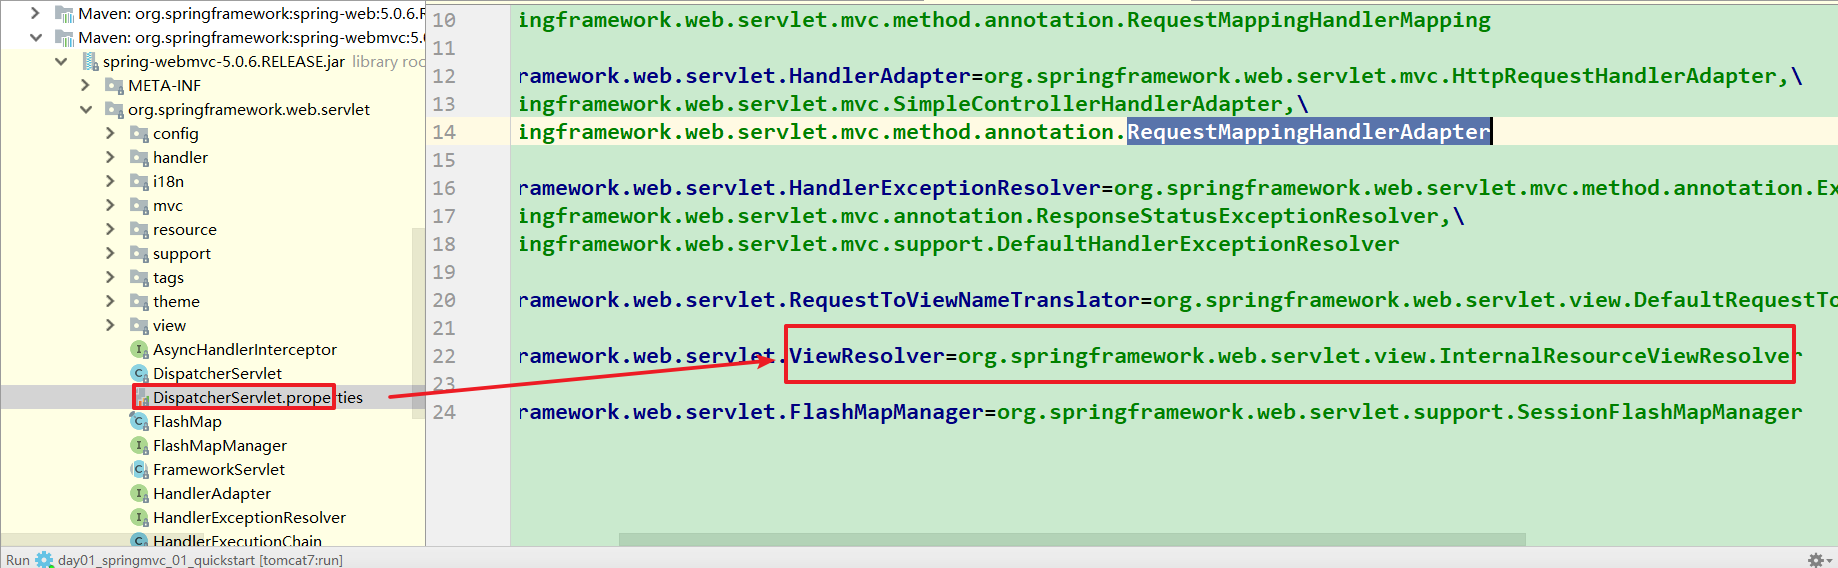 Maven: org.springframework:spring-web:5.0.6.R
Maven: org.springframework:spring-webmvc:5.0
spring-webmvc-5.0.6.RELEASE.jar library roo
META-INF
org.springframework.web.servlet
config
handler
i18n
mvc
resource
support
tags
theme
view
AsyncHandlerInterceptor
DispatcherServlet
DispatcherServlet.properties
FlashMap
FlashMapManager
FrameworkServlet
HandlerAdapter
HandlerExceptionResolver
HandlerExecutionChain
10 ingframework.web.servlet.mvc.method.annotation.RequestMappingHandlerMapping
11
12 ramework.web.servlet.HandlerAdapter=org.springframework.web.servlet.mvc.HttpRequestHandlerAdapter,\
13 ingframework.web.servlet.mvc.SimpleControllerHandlerAdapter,\
14 ingframework.web.servlet.mvc.method.annotation.RequestMappingHandlerAdapter
15
16 ramework.web.servlet.HandlerExceptionResolver=org.springframework.web.servlet.mvc.method.annotation.Ex
17 ingframework.web.servlet.mvc.annotation.ResponseStatusExceptionResolver,\
18 ingframework.web.servlet.mvc.support.DefaultHandlerExceptionResolver
19
20 ramework.web.servlet.RequestToViewNameTranslator=org.springframework.web.servlet.view.DefaultRequestTo
21
22 ramework.web.servlet.ViewResolver=org.springframework.web.servlet.view.InternalResourceViewResolver
23
24 ramework.web.servlet.FlashMapManager=org.springframework.web.servlet.support.SessionFlashMapManager
Run day01_springmvc_01_quickstart [tomcat7:run]